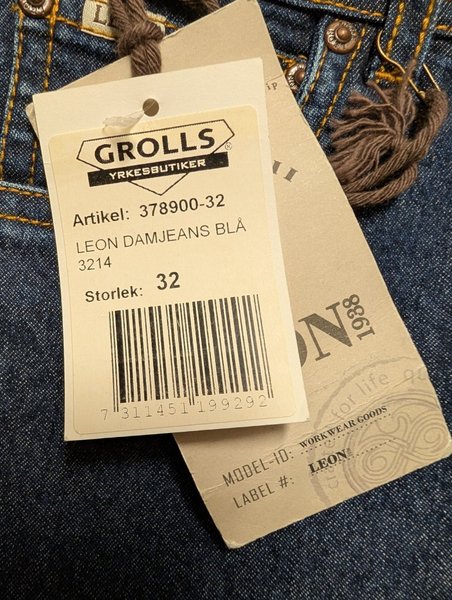 GROLLS
®
YRKESBUTIKER
Artikel: 378900-32
LEON DAMJEANS BLÅ
3214
Storlek: 32
7 311451 199292
ON
1938
for life
MODEL-ID: WORKWEAR GOODS
LABEL #: LEON